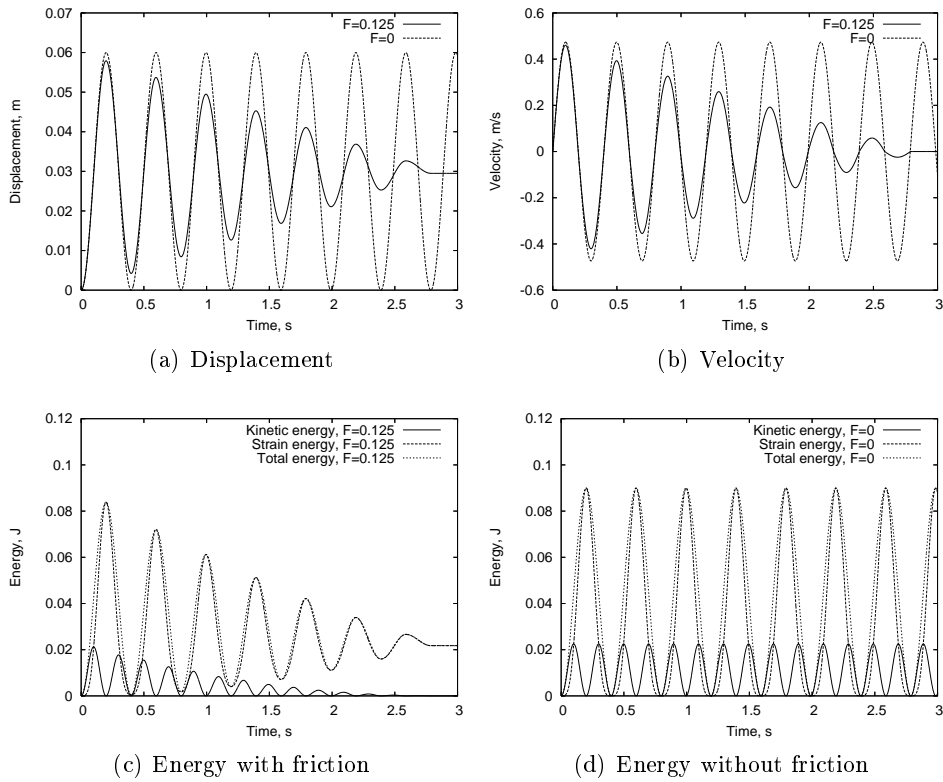 0.07
0.06
0.05
0.04
0.03
0.02
0.01
0
Displacement, m
F=0.125
F=0
0 0.5 1 1.5 2 2.5 3
Time, s
(a) Displacement
0.6
0.4
0.2
0
-0.2
-0.4
-0.6
Velocity, m/s
F=0.125
F=0
0 0.5 1 1.5 2 2.5 3
Time, s
(b) Velocity
0.12
0.1
0.08
0.06
0.04
0.02
0
Energy, J
Kinetic energy, F=0.125
Strain energy, F=0.125
Total energy, F=0.125
0 0.5 1 1.5 2 2.5 3
Time, s
(c) Energy with friction
0.12
0.1
0.08
0.06
0.04
0.02
0
Energy, J
Kinetic energy, F=0
Strain energy, F=0
Total energy, F=0
0 0.5 1 1.5 2 2.5 3
Time, s
(d) Energy without friction